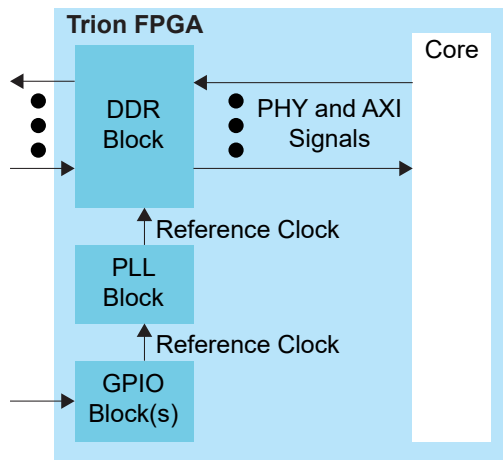 Trion FPGA
Core
DDR
Block
PHY and AXI
Signals
Reference Clock
PLL
Block
Reference Clock
GPIO
Block(s)